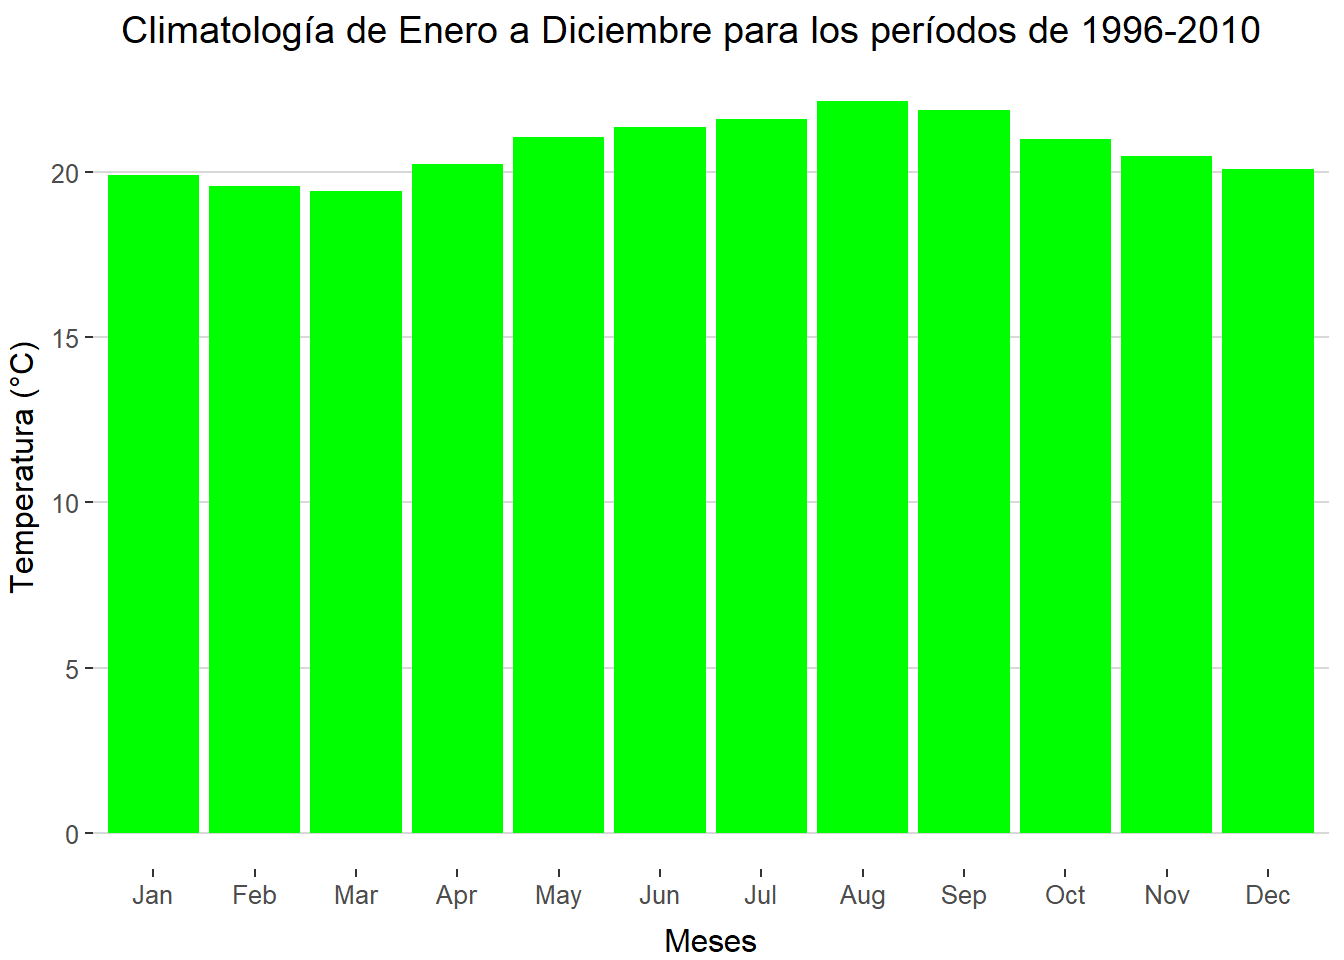 Climatología de Enero a Diciembre para los períodos de 1996-2010
Temperatura (°C)
20
15
10
5
0
Jan Feb Mar Apr May Jun Jul Aug Sep Oct Nov Dec
Meses